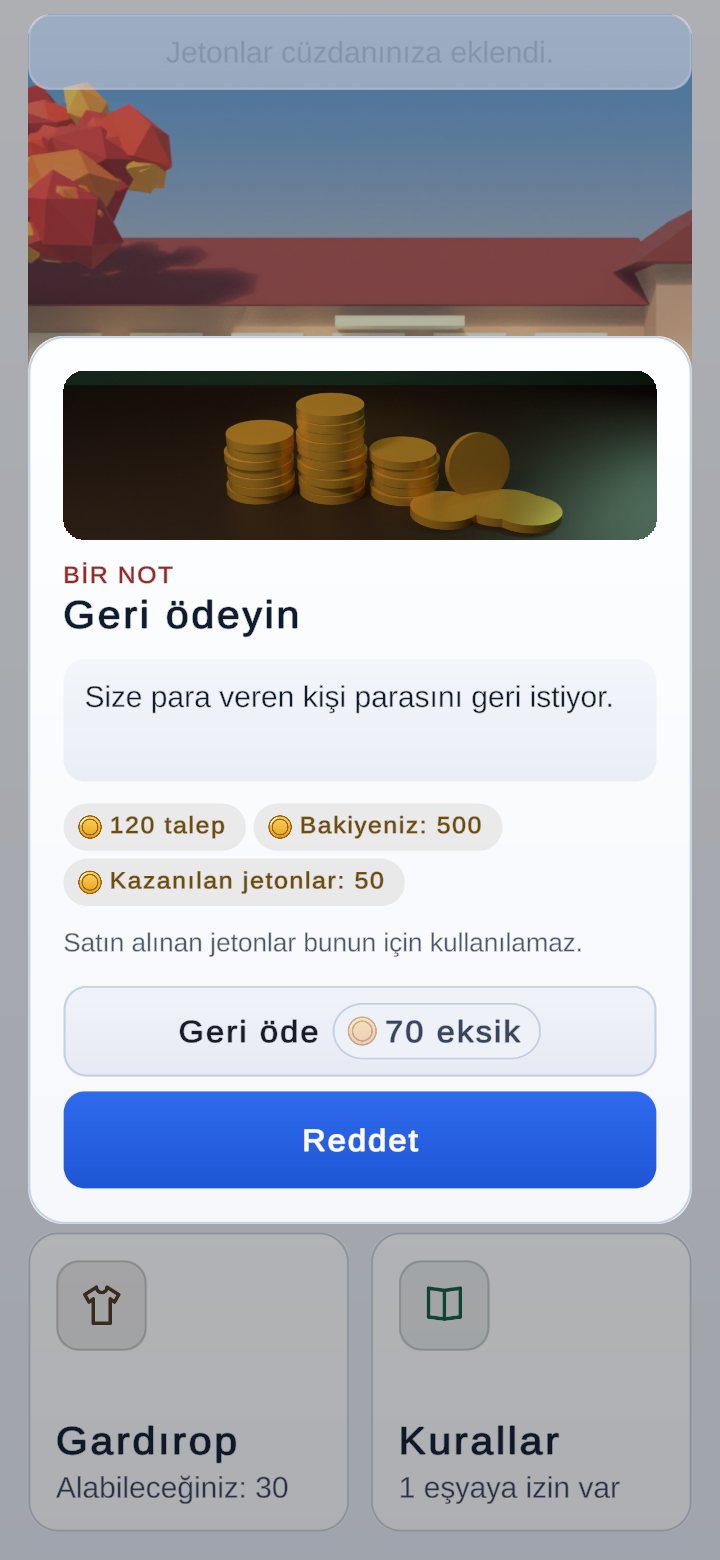 Jetonlar cüzdanınıza eklendi.
BİR NOT
Geri ödeyin
Size para veren kişi parasını geri istiyor.
120 talep
Bakiyeniz: 500
Kazanılan jetonlar: 50
Satın alınan jetonlar bunun için kullanılamaz.
Geri öde 70 eksik
Reddet
Gardırop
Alabileceğiniz: 30
Kurallar
1 eşyaya izin var